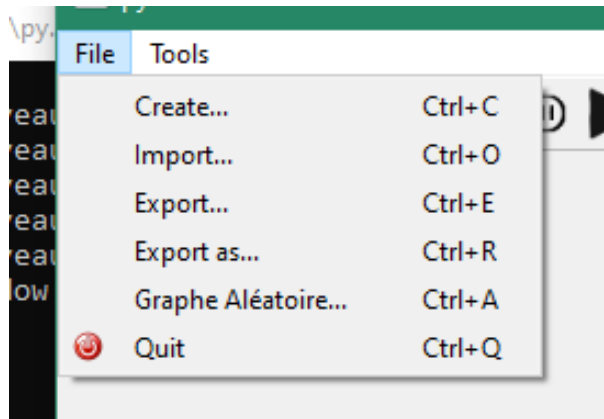 \py.
File Tools
Create... Ctrl+C
Import... Ctrl+O
Export... Ctrl+E
Export as... Ctrl+R
Graphe Aléatoire... Ctrl+A
Quit Ctrl+Q